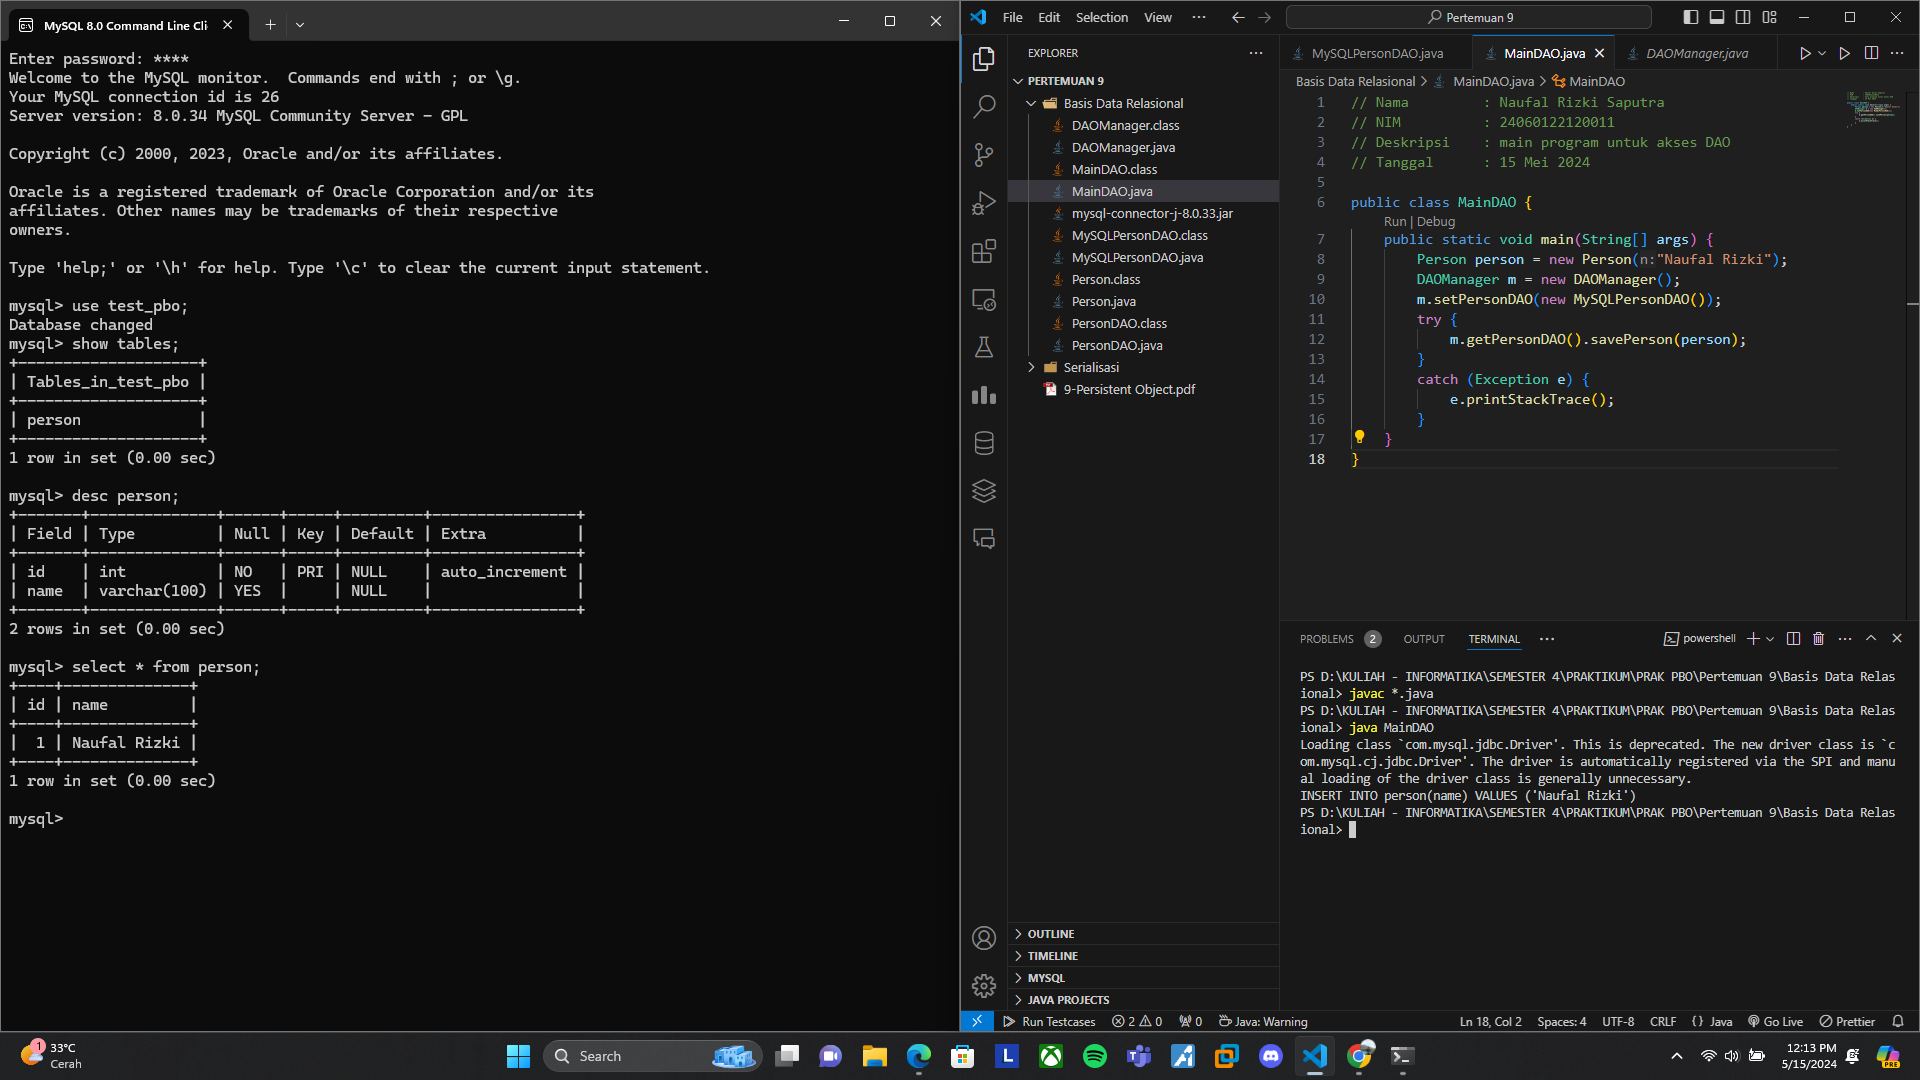 MySQL 8.0 Command Line Cli
Enter password: ****
Welcome to the MySQL monitor.  Commands end with ; or \g.
Your MySQL connection id is 26
Server version: 8.0.34 MySQL Community Server - GPL
Copyright (c) 2000, 2023, Oracle and/or its affiliates.
Oracle is a registered trademark of Oracle Corporation and/or its
affiliates. Other names may be trademarks of their respective
owners.
Type 'help;' or '\h' for help. Type '\c' to clear the current input statement.
mysql> use test_pbo;
Database changed
mysql> show tables;
+--------------------+
| Tables_in_test_pbo |
+--------------------+
| person             |
+--------------------+
1 row in set (0.00 sec)
mysql> desc person;
+-------+--------------+------+-----+---------+----------------+
| Field | Type         | Null | Key | Default | Extra          |
+-------+--------------+------+-----+---------+----------------+
| id    | int          | NO   | PRI | NULL    | auto_increment |
| name  | varchar(100) | YES  |     | NULL    |                |
+-------+--------------+------+-----+---------+----------------+
2 rows in set (0.00 sec)
mysql> select * from person;
+----+--------------+
| id | name         |
+----+--------------+
|  1 | Naufal Rizki |
+----+--------------+
1 row in set (0.00 sec)
mysql>
File Edit Selection View ··· Pertemuan 9
EXPLORER
PERTEMUAN 9
Basis Data Relasional
DAOManager.class
DAOManager.java
MainDAO.class
MainDAO.java
mysql-connector-j-8.0.33.jar
MySQLPersonDAO.class
MySQLPersonDAO.java
Person.class
Person.java
PersonDAO.class
PersonDAO.java
Serialisasi
9-Persistent Object.pdf
OUTLINE
TIMELINE
MYSQL
JAVA PROJECTS
MySQLPersonDAO.java MainDAO.java DAOManager.java
Basis Data Relasional > MainDAO.java > MainDAO
1 // Nama         : Naufal Rizki Saputra
2 // NIM          : 24060122120011
3 // Deskripsi    : main program untuk akses DAO
4 // Tanggal      : 15 Mei 2024
5
6 public class MainDAO {
Run | Debug
7     public static void main(String[] args) {
8         Person person = new Person(n:"Naufal Rizki");
9         DAOManager m = new DAOManager();
10         m.setPersonDAO(new MySQLPersonDAO());
11         try {
12             m.getPersonDAO().savePerson(person);
13         }
14         catch (Exception e) {
15             e.printStackTrace();
16         }
17     }
18 }
PROBLEMS 2 OUTPUT TERMINAL ··· powershell
PS D:\KULIAH - INFORMATIKA\SEMESTER 4\PRAKTIKUM\PRAK PBO\Pertemuan 9\Basis Data Relas
ional> javac *.java
PS D:\KULIAH - INFORMATIKA\SEMESTER 4\PRAKTIKUM\PRAK PBO\Pertemuan 9\Basis Data Relas
ional> java MainDAO
Loading class `com.mysql.jdbc.Driver'. This is deprecated. The new driver class is `c
om.mysql.cj.jdbc.Driver'. The driver is automatically registered via the SPI and manu
al loading of the driver class is generally unnecessary.
INSERT INTO person(name) VALUES ('Naufal Rizki')
PS D:\KULIAH - INFORMATIKA\SEMESTER 4\PRAKTIKUM\PRAK PBO\Pertemuan 9\Basis Data Relas
ional>
Run Testcases 2 0 0 Java: Warning Ln 18, Col 2 Spaces: 4 UTF-8 CRLF {} Java Go Live Prettier
1
33°C
Cerah
Search
L
12:13 PM
5/15/2024
PRE